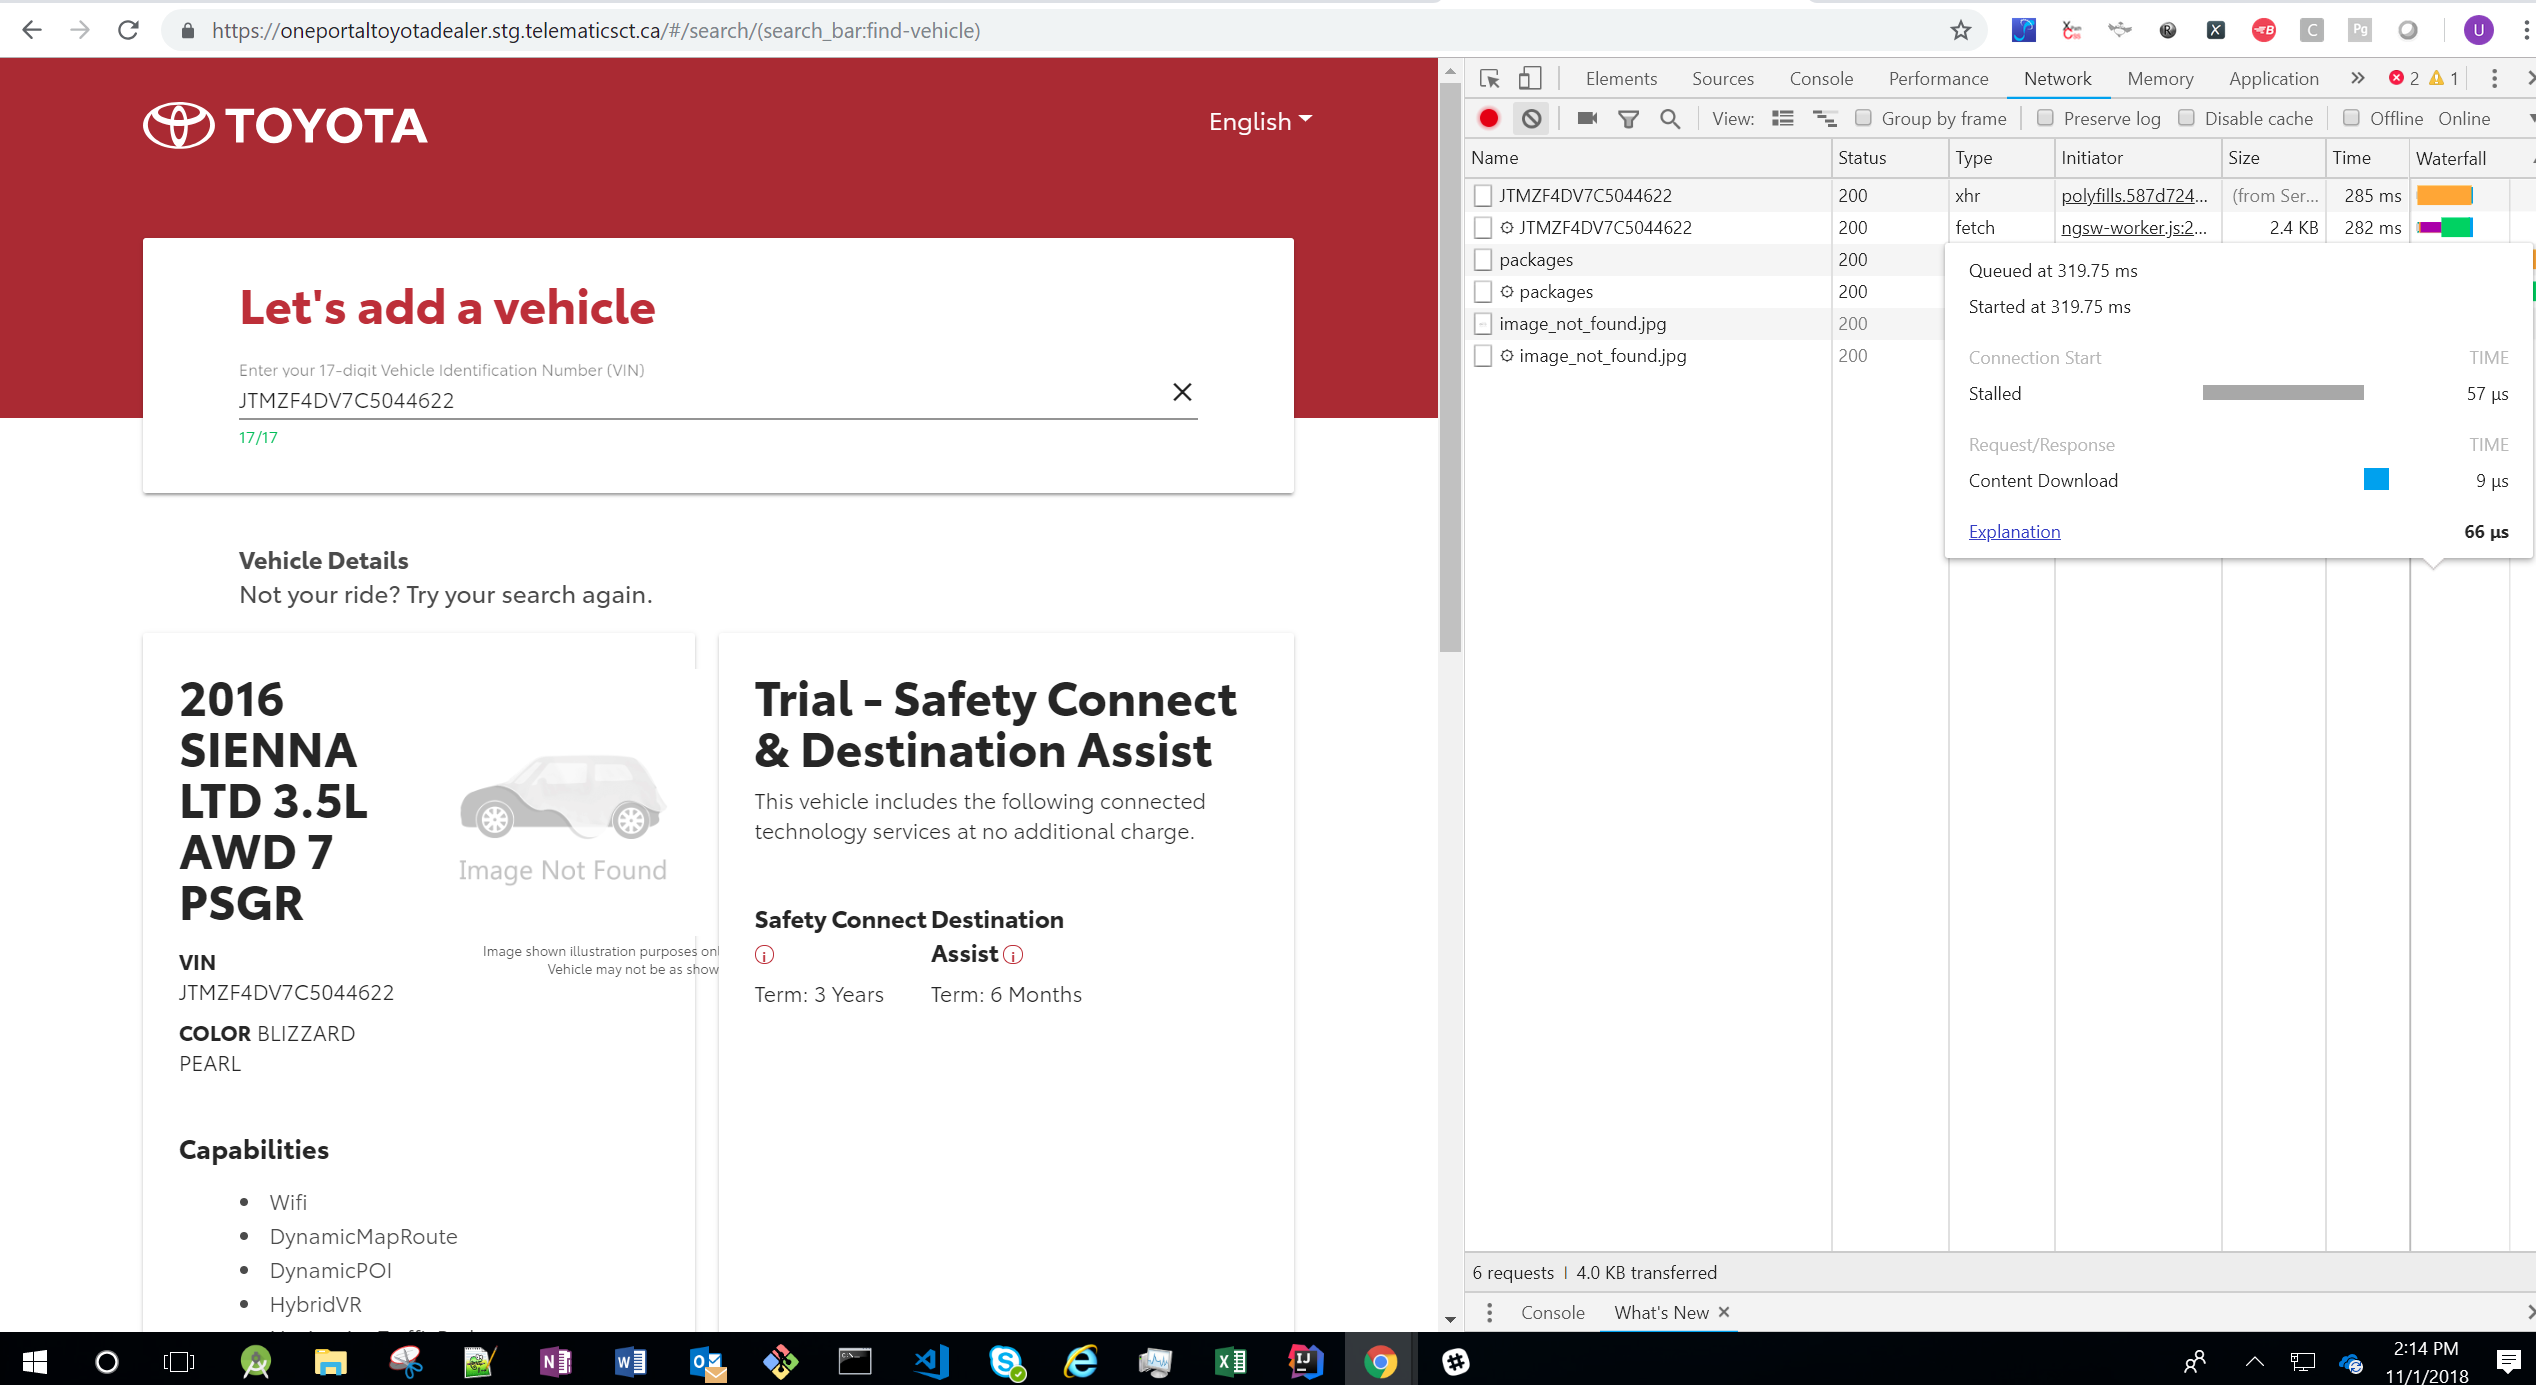 https://oneportaltoyotadealer.stg.telematicsct.ca/#/search/(search_bar:find-vehicle)
U
TOYOTA
English
Let's add a vehicle
Enter your 17-digit Vehicle Identification Number (VIN)
JTMZF4DV7C5044622
17/17
Vehicle Details
Not your ride? Try your search again.
2016
SIENNA
LTD 3.5L
AWD 7
PSGR
Image Not Found
Image shown illustration purposes onl
Vehicle may not be as show
VIN
JTMZF4DV7C5044622
COLOR BLIZZARD
PEARL
Capabilities
Wifi
DynamicMapRoute
DynamicPOI
HybridVR
Trial - Safety Connect
& Destination Assist
This vehicle includes the following connected
technology services at no additional charge.
Safety Connect
Term: 3 Years
Destination
Assist
Term: 6 Months
Elements Sources Console Performance Network Memory Application » 2 1
View: Group by frame Preserve log Disable cache Offline Online
Name Status Type Initiator Size Time Waterfall
JTMZF4DV7C5044622 200 xhr polyfills.587d724... (from Ser... 285 ms
JTMZF4DV7C5044622 200 fetch ngsw-worker.js:2... 2.4 KB 282 ms
packages 200
packages 200
image_not_found.jpg 200
image_not_found.jpg 200
Queued at 319.75 ms
Started at 319.75 ms
Connection Start TIME
Stalled 57 µs
Request/Response TIME
Content Download 9 µs
Explanation 66 µs
6 requests | 4.0 KB transferred
Console What's New
2:14 PM
11/1/2018